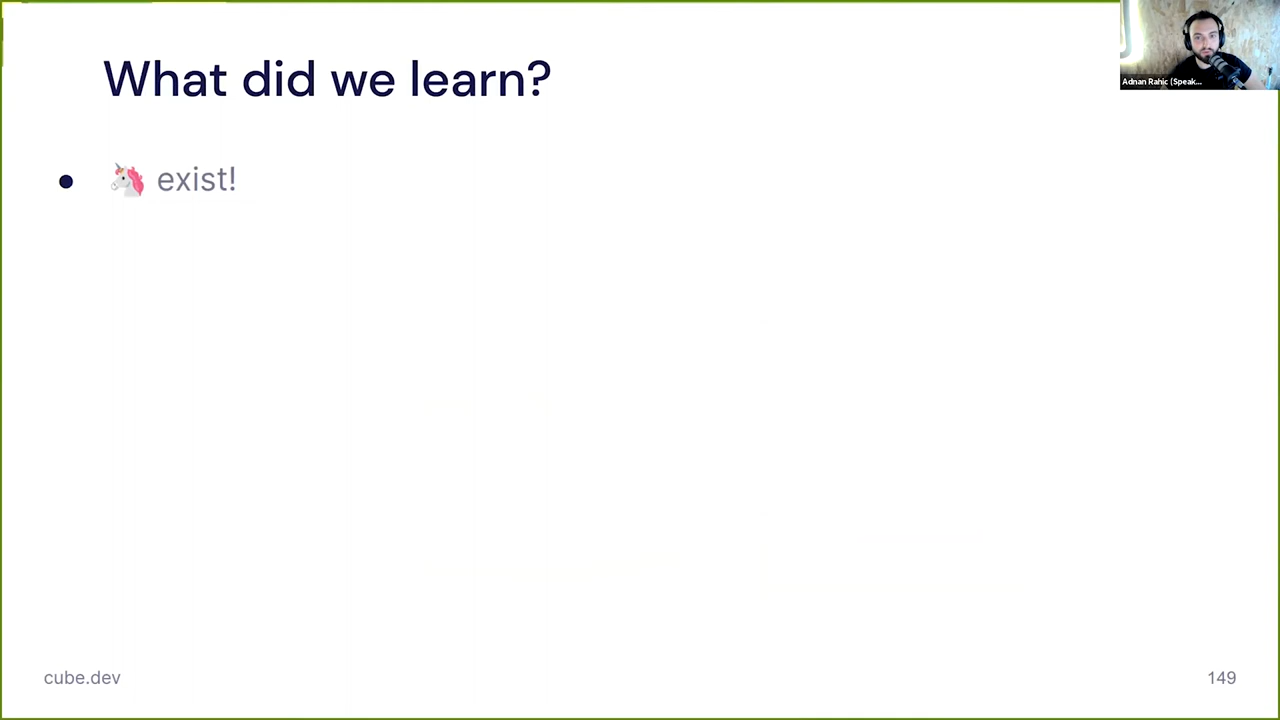 What did we learn?
Adnan Rahic (Speak...
• 🦄 exist!
cube.dev
149